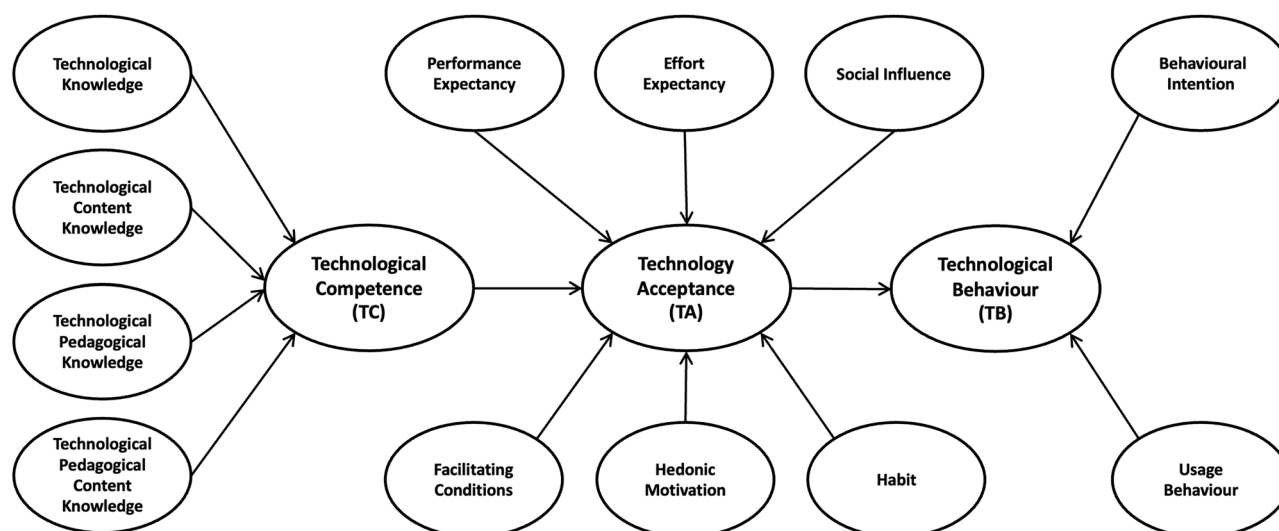 Technological
Knowledge
Performance
Expectancy
Effort
Expectancy
Social Influence
Behavioural
Intention
Technological
Content
Knowledge
Technological
Competence
(TC)
Technology
Acceptance
(TA)
Technological
Behaviour
(TB)
Technological
Pedagogical
Knowledge
Technological
Pedagogical
Content
Knowledge
Facilitating
Conditions
Hedonic
Motivation
Habit
Usage
Behaviour